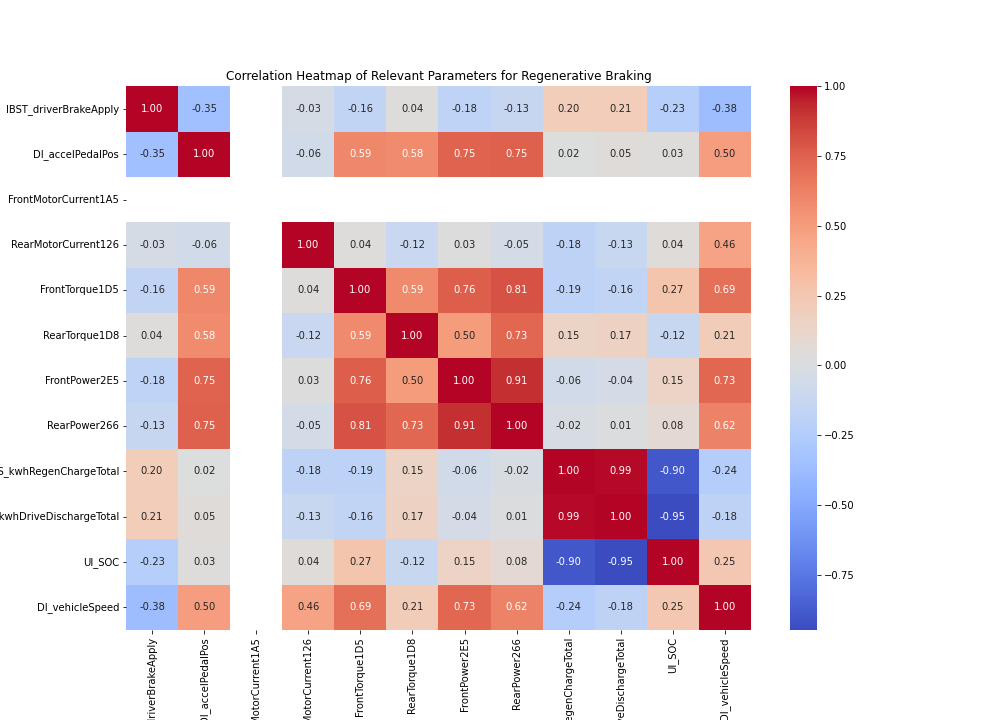 Correlation Heatmap of Relevant Parameters for Regenerative Braking
IBST_driverBrakeApply 1.00 -0.35 -0.03 -0.16 0.04 -0.18 -0.13 0.20 0.21 -0.23 -0.38
DI_accelPedalPos -0.35 1.00 -0.06 0.59 0.58 0.75 0.75 0.02 0.05 0.03 0.50
FrontMotorCurrent1A5
RearMotorCurrent126 -0.03 -0.06 1.00 0.04 -0.12 0.03 -0.05 -0.18 -0.13 0.04 0.46
FrontTorque1D5 -0.16 0.59 0.04 1.00 0.59 0.76 0.81 -0.19 -0.16 0.27 0.69
RearTorque1D8 0.04 0.58 -0.12 0.59 1.00 0.50 0.73 0.15 0.17 -0.12 0.21
FrontPower2E5 -0.18 0.75 0.03 0.76 0.50 1.00 0.91 -0.06 -0.04 0.15 0.73
RearPower266 -0.13 0.75 -0.05 0.81 0.73 0.91 1.00 -0.02 0.01 0.08 0.62
S_kwhRegenChargeTotal 0.20 0.02 -0.18 -0.19 0.15 -0.06 -0.02 1.00 0.99 -0.90 -0.24
kwhDriveDischargeTotal 0.21 0.05 -0.13 -0.16 0.17 -0.04 0.01 0.99 1.00 -0.95 -0.18
UI_SOC -0.23 0.03 0.04 0.27 -0.12 0.15 0.08 -0.90 -0.95 1.00 0.25
DI_vehicleSpeed -0.38 0.50 0.46 0.69 0.21 0.73 0.62 -0.24 -0.18 0.25 1.00
driverBrakeApply
DI_accelPedalPos
MotorCurrent1A5
MotorCurrent126
FrontTorque1D5
RearTorque1D8
FrontPower2E5
RearPower266
egenChargeTotal
veDischargeTotal
UI_SOC
DI_vehicleSpeed
1.00
0.75
0.50
0.25
0.00
−0.25
−0.50
−0.75